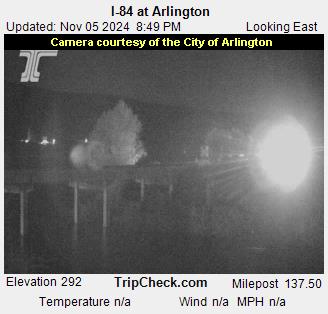 I-84 at Arlington
Updated: Nov 05 2024 8:49 PM Looking East
Camera courtesy of the City of Arlington
Elevation 292 TripCheck.com Milepost 137.50
Temperature n/a Wind n/a MPH n/a